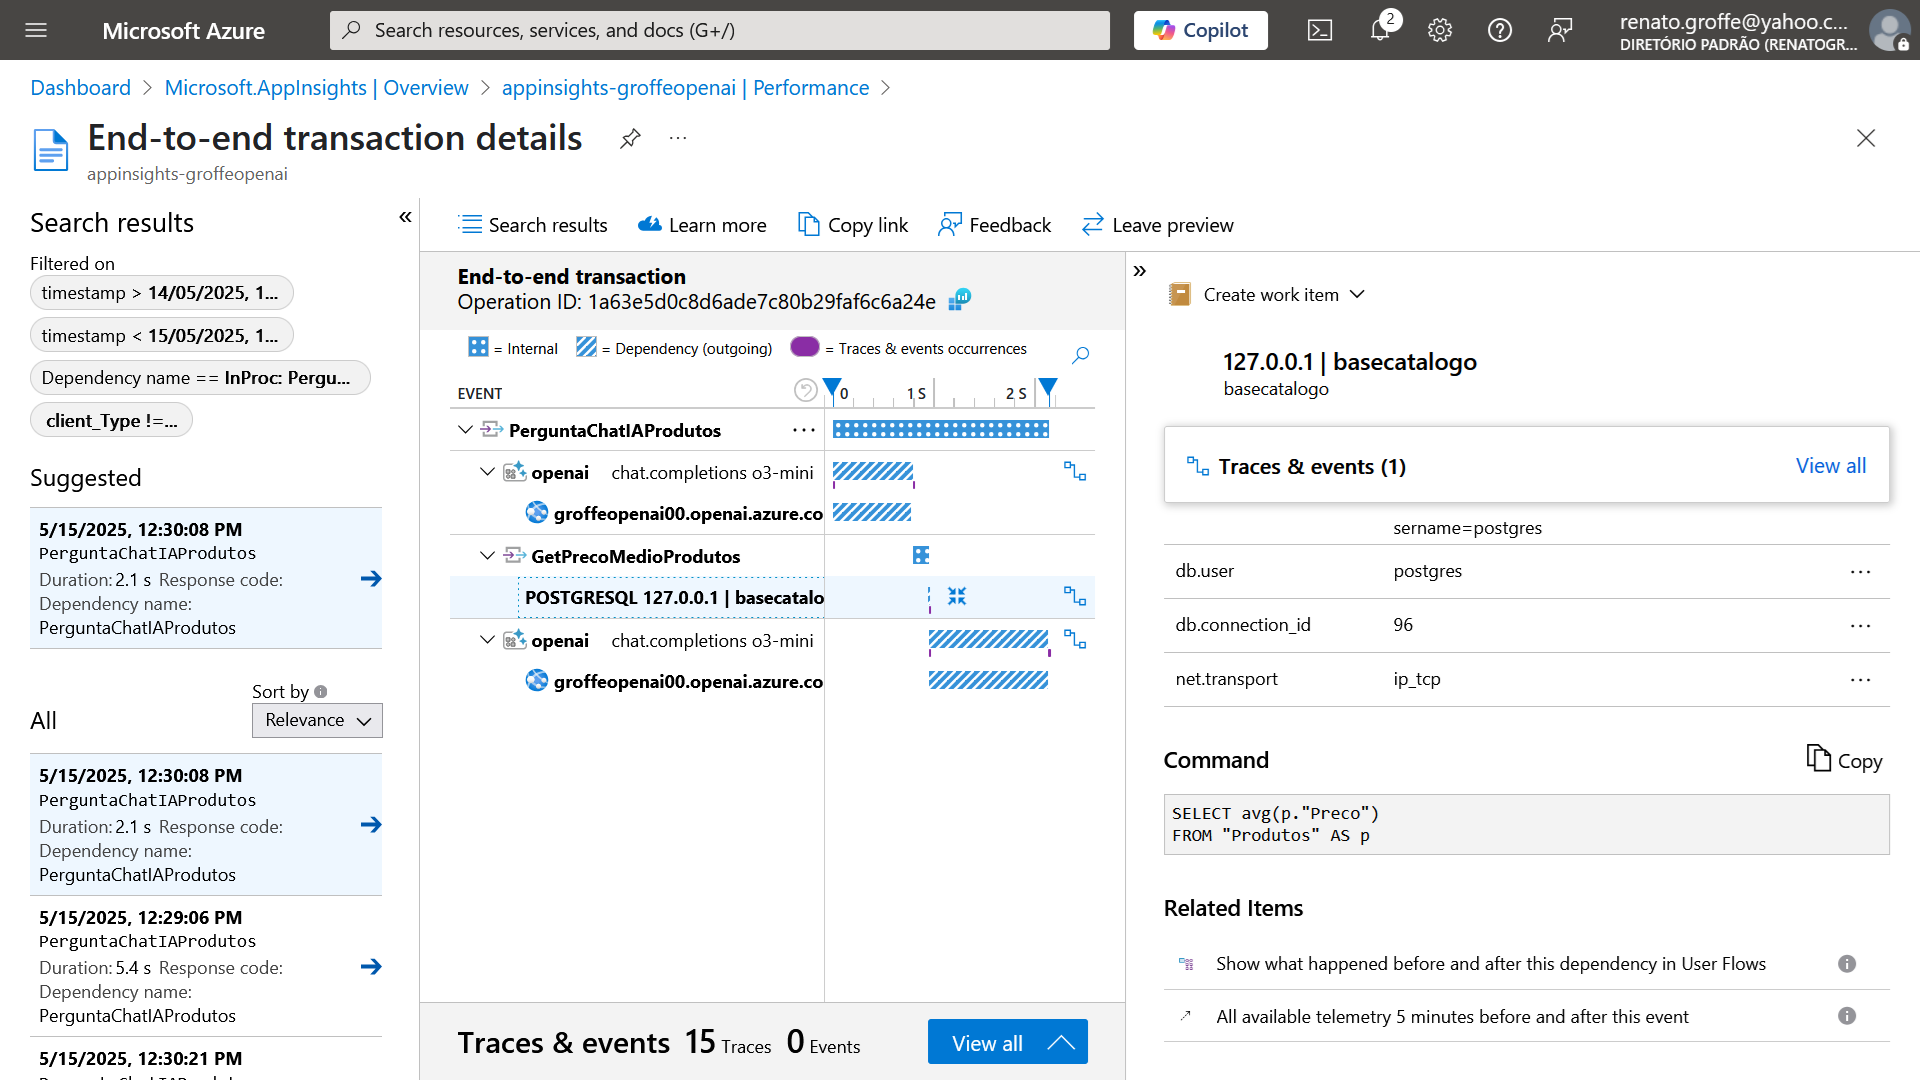 Microsoft Azure
Search resources, services, and docs (G+/)
Copilot
2
renato.groffe@yahoo.c...
DIRETÓRIO PADRÃO (RENATOGR...
Dashboard > Microsoft.AppInsights | Overview > appinsights-groffeopenai | Performance >
End-to-end transaction details
...
appinsights-groffeopenai
Search results
«
Filtered on
timestamp > 14/05/2025, 1...
timestamp < 15/05/2025, 1...
Dependency name == InProc: Pergu...
client_Type !=...
Suggested
5/15/2025, 12:30:08 PM
PerguntaChatIAProdutos
Duration: 2.1 s Response code:
Dependency name:
PerguntaChatIAProdutos
Sort by
All
Relevance
5/15/2025, 12:30:08 PM
PerguntaChatIAProdutos
Duration: 2.1 s Response code:
Dependency name:
PerguntaChatIAProdutos
5/15/2025, 12:29:06 PM
PerguntaChatIAProdutos
Duration: 5.4 s Response code:
Dependency name:
PerguntaChatIAProdutos
5/15/2025, 12:30:21 PM
PerguntaChatIAProdutos
Search results
Learn more
Copy link
Feedback
Leave preview
End-to-end transaction
Operation ID: 1a63e5d0c8d6ade7c80b29faf6c6a24e
= Internal = Dependency (outgoing) = Traces & events occurrences
EVENT
0 1 S 2 S
PerguntaChatIAProdutos ...
openai chat.completions o3-mini
groffeopenai00.openai.azure.co
GetPrecoMedioProdutos
POSTGRESQL 127.0.0.1 | basecatalo
openai chat.completions o3-mini
groffeopenai00.openai.azure.co
Traces & events 15 Traces 0 Events
View all
»
Create work item
127.0.0.1 | basecatalogo
basecatalogo
Traces & events (1)
View all
sername=postgres
db.user postgres ...
db.connection_id 96 ...
net.transport ip_tcp ...
Command
Copy
SELECT avg(p."Preco")
FROM "Produtos" AS p
Related Items
Show what happened before and after this dependency in User Flows
All available telemetry 5 minutes before and after this event